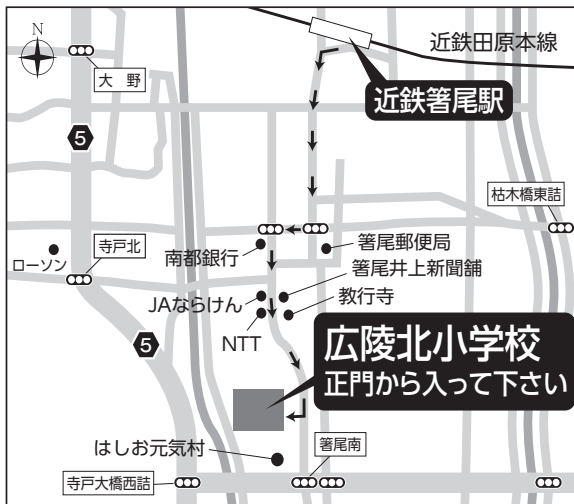 N
近鉄田原本線
大野
近鉄箸尾駅
5
枯木橋東詰
ローソン
寺戸北
南都銀行
箸尾郵便局
箸尾井上新聞舗
JAならけん
教行寺
NTT
5
広陵北小学校
正門から入って下さい
はしお元気村
箸尾南
寺戸大橋西詰